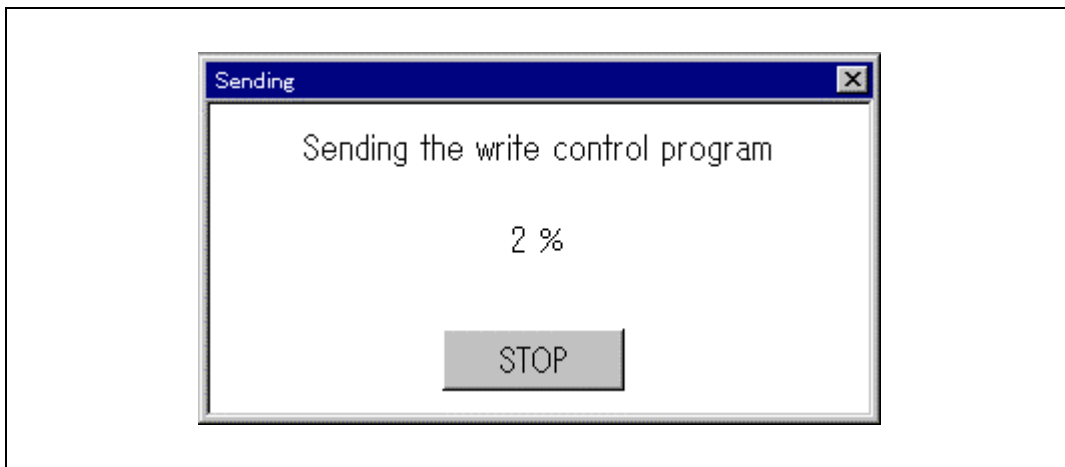 Sending
Sending the write control program
2 %
STOP